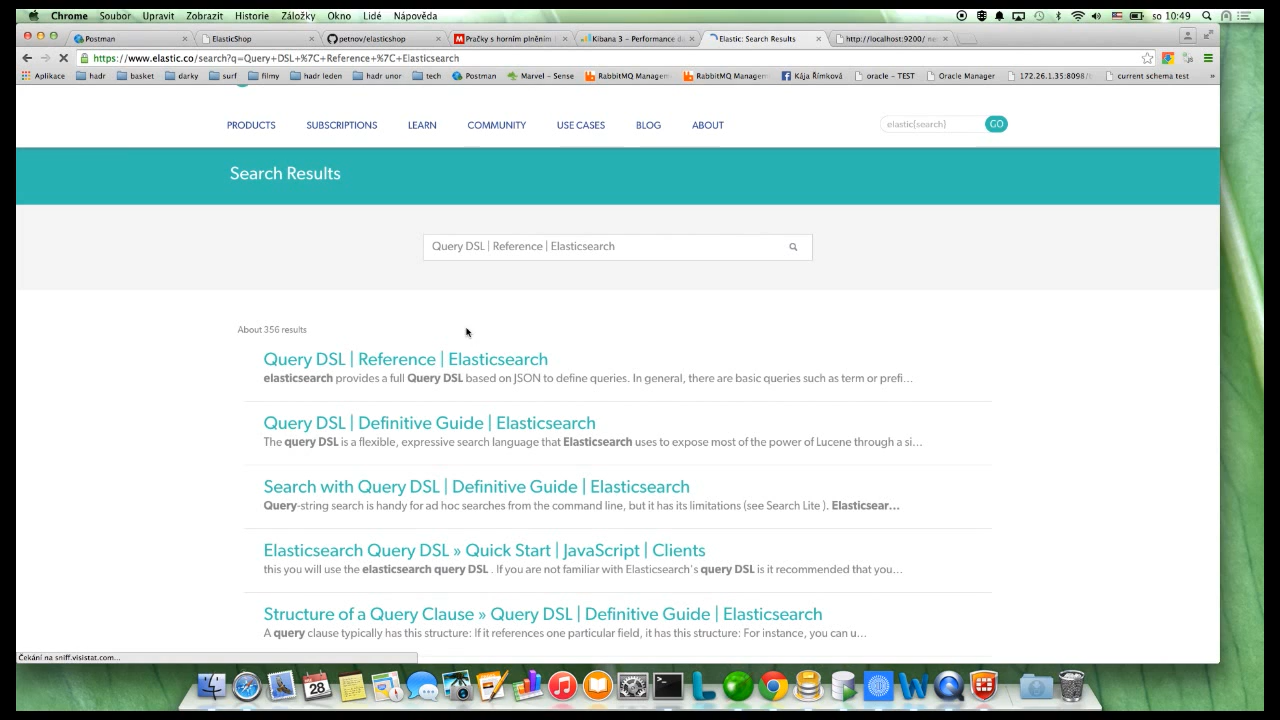 Chrome Soubor Upravit Zobrazit Historie Záložky Okno Lidé Nápověda so 10:49
Postman ElasticShop petnov/elasticshop Pračky s horním plněním Kibana 3 - Performance d Elastic: Search Results http://localhost:9200/
https://www.elastic.co/search?q=Query+DSL+%7C+Reference+%7C+Elasticsearch
Aplikace hadr basket darky surf filmy hadr leden hadr unor tech Postman Marvel - Sense RabbitMQ Managem RabbitMQ Managem Kája Římková oracle - TEST Oracle Manager 172.26.1.35:8098/ current schema test »
PRODUCTS SUBSCRIPTIONS LEARN COMMUNITY USE CASES BLOG ABOUT elastic{search} GO
Search Results
Query DSL | Reference | Elasticsearch
About 356 results
Query DSL | Reference | Elasticsearch
elasticsearch provides a full Query DSL based on JSON to define queries. In general, there are basic queries such as term or prefi...
Query DSL | Definitive Guide | Elasticsearch
The query DSL is a flexible, expressive search language that Elasticsearch uses to expose most of the power of Lucene through a si...
Search with Query DSL | Definitive Guide | Elasticsearch
Query-string search is handy for ad hoc searches from the command line, but it has its limitations (see Search Lite ). Elasticsear...
Elasticsearch Query DSL » Quick Start | JavaScript | Clients
this you will use the elasticsearch query DSL . If you are not familiar with Elasticsearch's query DSL is it recommended that you...
Structure of a Query Clause » Query DSL | Definitive Guide | Elasticsearch
A query clause typically has this structure: If it references one particular field, it has this structure: For instance, you can u...
Čekání na sniff.visistat.com...
28